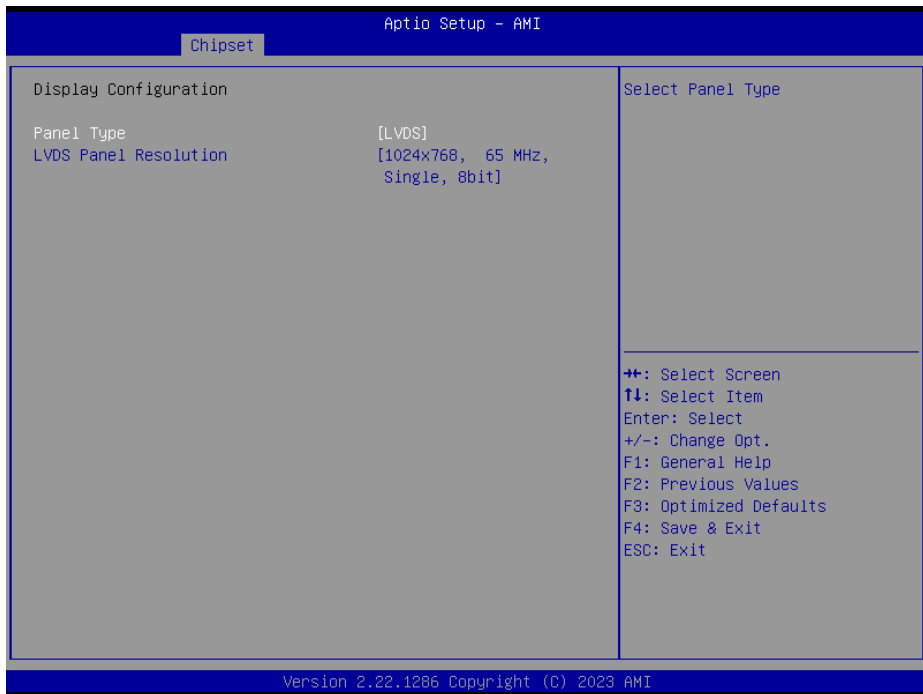 Aptio Setup - AMI
Chipset
Display Configuration
Panel Type [LVDS]
LVDS Panel Resolution [1024x768,  65 MHz,
Single, 8bit]
Select Panel Type
→←: Select Screen
↑↓: Select Item
Enter: Select
+/-: Change Opt.
F1: General Help
F2: Previous Values
F3: Optimized Defaults
F4: Save & Exit
ESC: Exit
Version 2.22.1286 Copyright (C) 2023 AMI